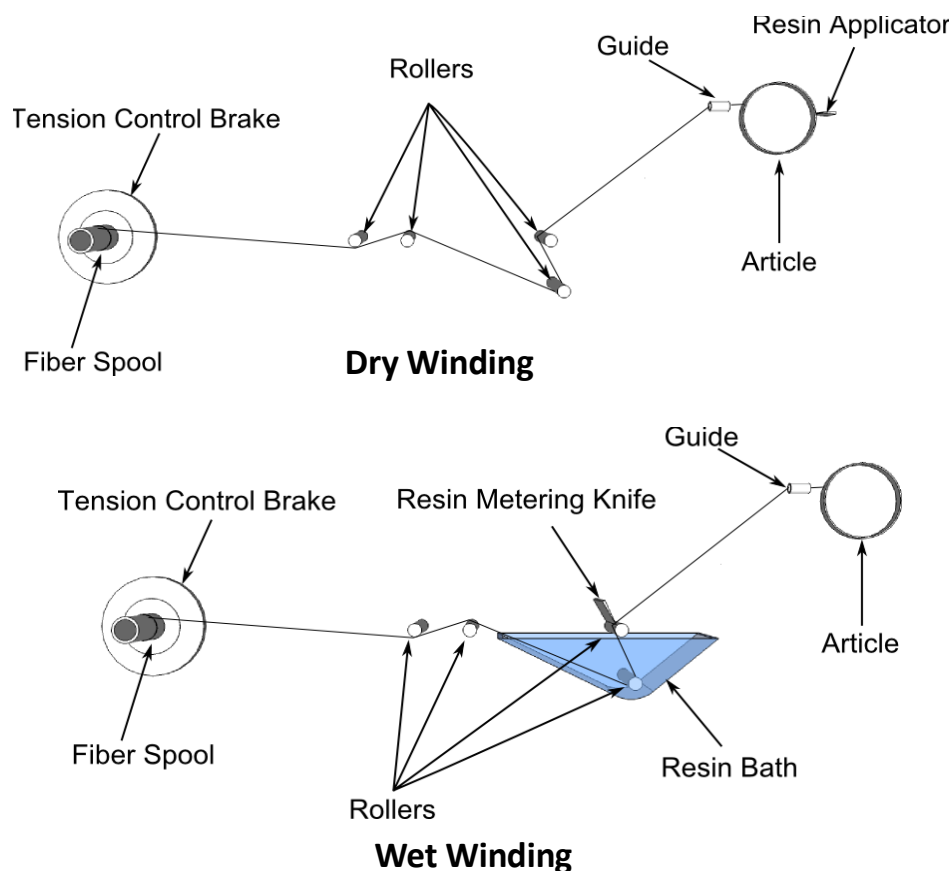 Resin Applicator
Guide
Rollers
Tension Control Brake
Article
Fiber Spool
Dry Winding
Guide
Tension Control Brake
Resin Metering Knife
Article
Fiber Spool
Resin Bath
Rollers
Wet Winding